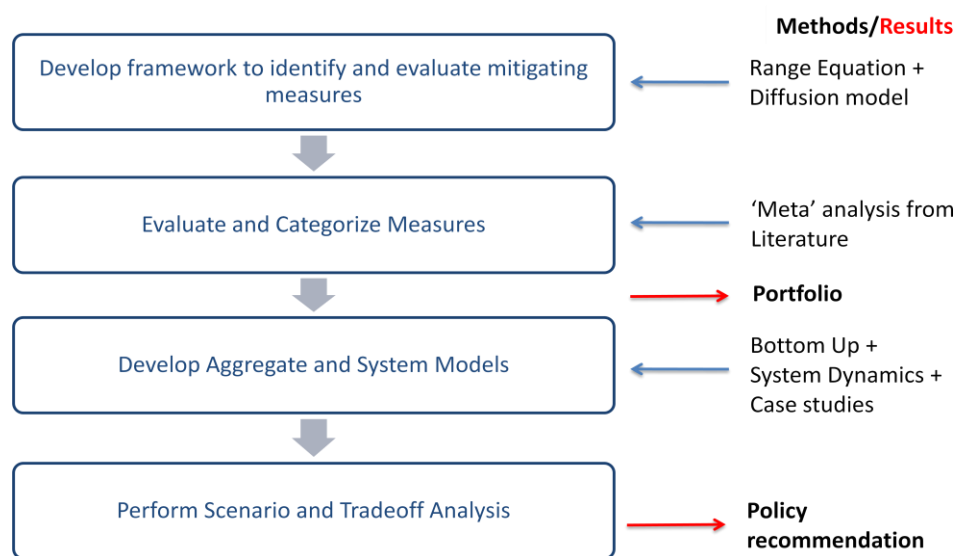 Methods/Results
Develop framework to identify and evaluate mitigating
measures
Range Equation +
Diffusion model
Evaluate and Categorize Measures
‘Meta’ analysis from
Literature
Portfolio
Develop Aggregate and System Models
Bottom Up +
System Dynamics +
Case studies
Perform Scenario and Tradeoff Analysis
Policy
recommendation